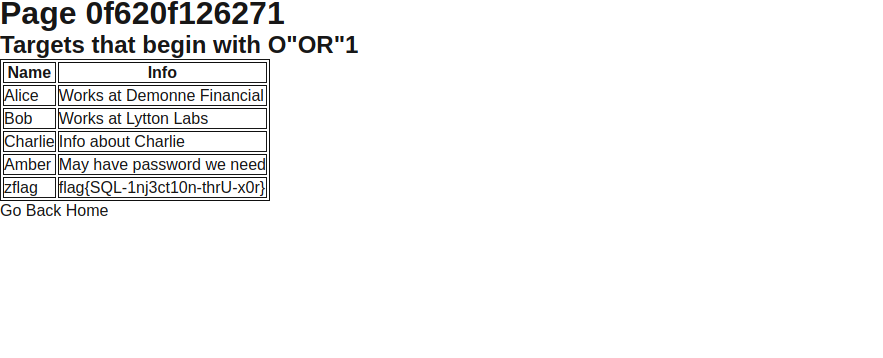 Page 0f620f126271
Targets that begin with O"OR"1
Name Info
Alice Works at Demonne Financial
Bob Works at Lytton Labs
Charlie Info about Charlie
Amber May have password we need
zflag flag{SQL-1nj3ct10n-thrU-x0r}
Go Back Home